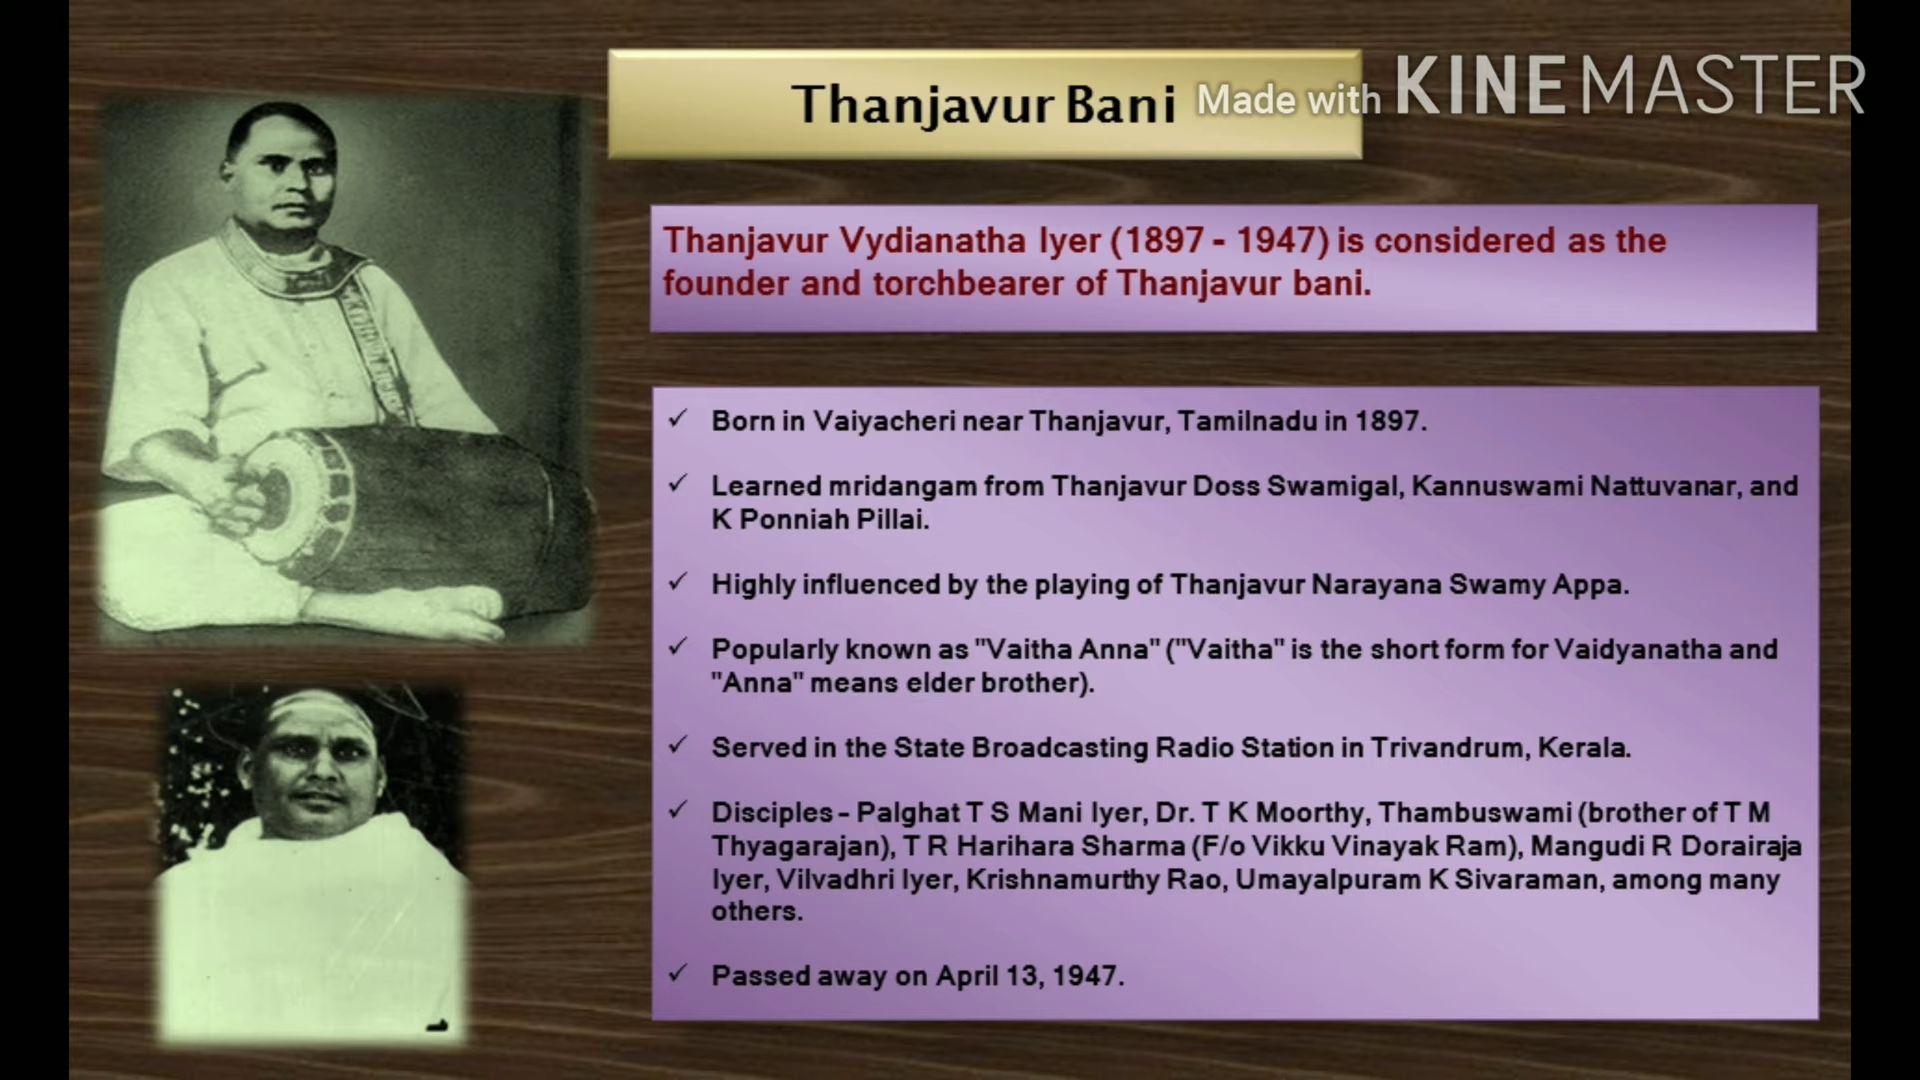 Thanjavur Bani
Made with KINEMASTER
Thanjavur Vydianatha Iyer (1897 - 1947) is considered as the
founder and torchbearer of Thanjavur bani.
✓ Born in Vaiyacheri near Thanjavur, Tamilnadu in 1897.
✓ Learned mridangam from Thanjavur Doss Swamigal, Kannuswami Nattuvanar, and
K Ponniah Pillai.
✓ Highly influenced by the playing of Thanjavur Narayana Swamy Appa.
✓ Popularly known as "Vaitha Anna" ("Vaitha" is the short form for Vaidyanatha and
"Anna" means elder brother).
✓ Served in the State Broadcasting Radio Station in Trivandrum, Kerala.
✓ Disciples - Palghat T S Mani Iyer, Dr. T K Moorthy, Thambuswami (brother of T M
Thyagarajan), T R Harihara Sharma (F/o Vikku Vinayak Ram), Mangudi R Dorairaja
Iyer, Vilvadhri Iyer, Krishnamurthy Rao, Umayalpuram K Sivaraman, among many
others.
✓ Passed away on April 13, 1947.